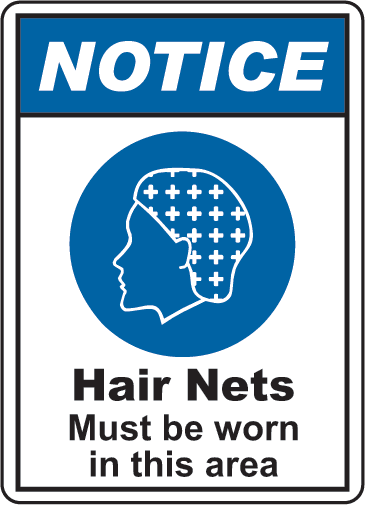 NOTICE
Hair Nets
Must be worn
in this area